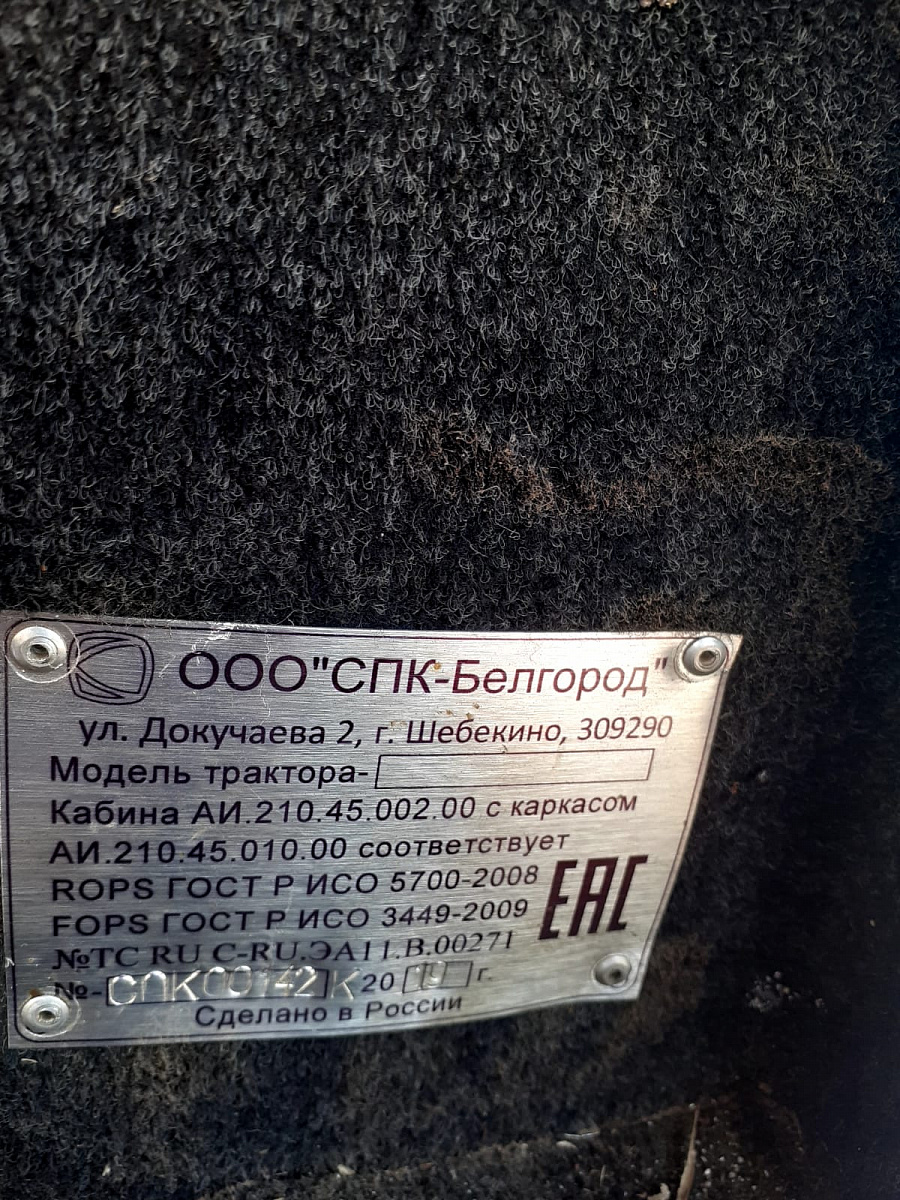 ООО"СПК-Белгород"
ул. Докучаева 2, г. Шебекино, 309290
Модель трактора-
Кабина АИ.210.45.002.00 с каркасом
АИ.210.45.010.00 соответствует
ROPS ГОСТ Р ИСО 5700-2008
FOPS ГОСТ Р ИСО 3449-2009
EAC
№ТС RU C-RU.ЭА11.В.00271
№- СПК00142 К 20 г.
Сделано в России